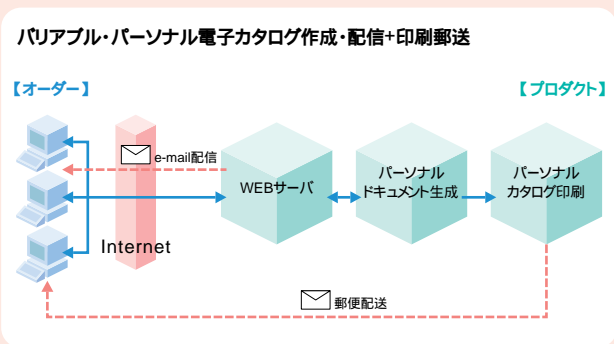 バリアブル・パーソナル電子カタログ作成・配信+印刷郵送
【オーダー】
【プロダクト】
e-mail配信
WEBサーバ
パーソナル
ドキュメント生成
パーソナル
カタログ印刷
Internet
郵便配送